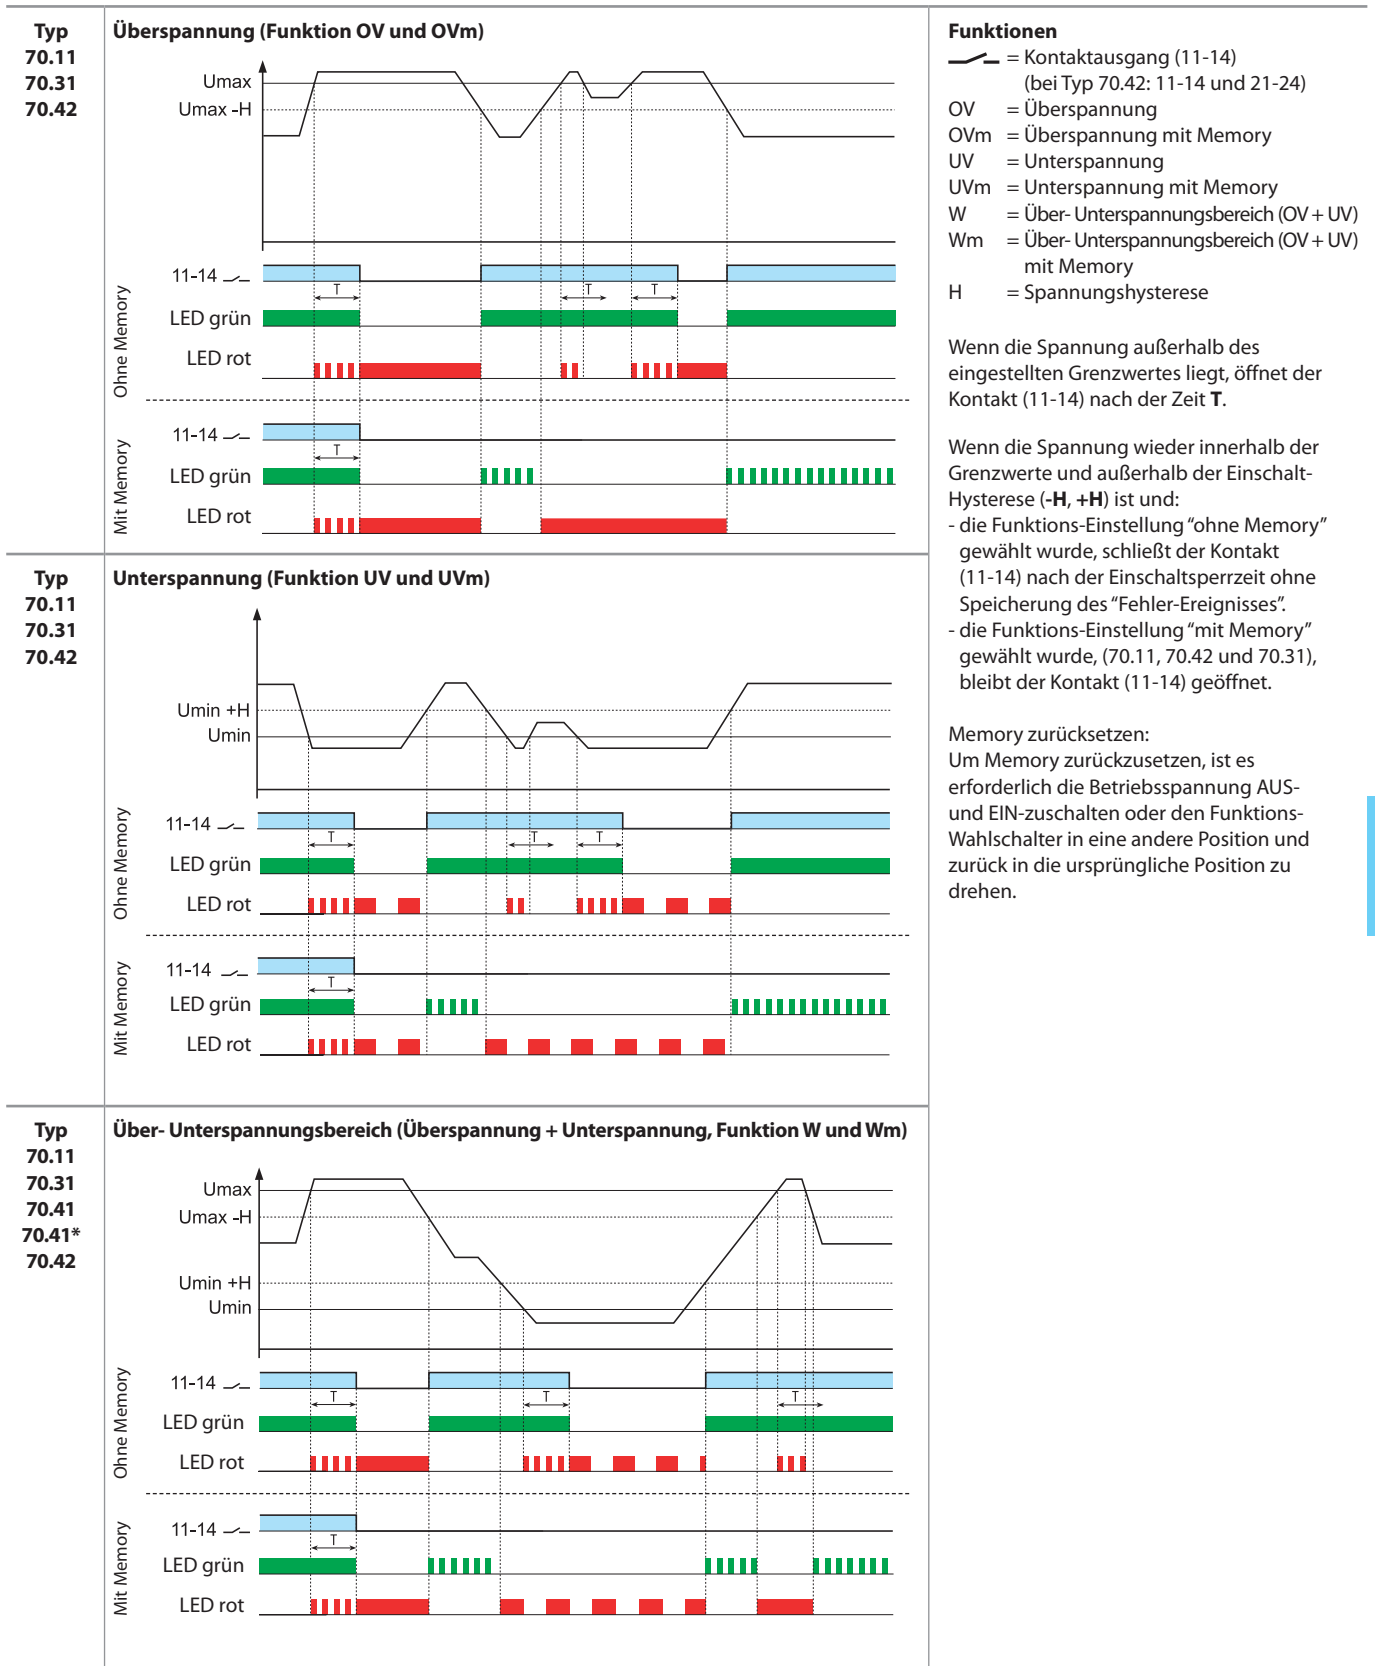 Typ
70.11
70.31
70.42
Überspannung (Funktion OV und OVm)
Umax
Umax -H
Ohne Memory
11-14
T
T
T
LED grün
LED rot
Mit Memory
11-14
T
LED grün
LED rot
Typ
70.11
70.31
70.42
Unterspannung (Funktion UV und UVm)
Umin +H
Umin
Ohne Memory
11-14
T
T
T
LED grün
LED rot
Mit Memory
11-14
T
LED grün
LED rot
Typ
70.11
70.31
70.41
70.41*
70.42
Über- Unterspannungsbereich (Überspannung + Unterspannung, Funktion W und Wm)
Umax
Umax -H
Umin +H
Umin
Ohne Memory
11-14
T
T
T
LED grün
LED rot
Mit Memory
11-14
T
LED grün
LED rot
Funktionen
= Kontaktausgang (11-14)
(bei Typ 70.42: 11-14 und 21-24)
OV = Überspannung
OVm = Überspannung mit Memory
UV = Unterspannung
UVm = Unterspannung mit Memory
W = Über- Unterspannungsbereich (OV + UV)
Wm = Über- Unterspannungsbereich (OV + UV)
mit Memory
H = Spannungshysterese
Wenn die Spannung außerhalb des
eingestellten Grenzwertes liegt, öffnet der
Kontakt (11-14) nach der Zeit T.
Wenn die Spannung wieder innerhalb der
Grenzwerte und außerhalb der Einschalt-
Hysterese (-H, +H) ist und:
- die Funktions-Einstellung “ohne Memory”
gewählt wurde, schließt der Kontakt
(11-14) nach der Einschaltsperrzeit ohne
Speicherung des “Fehler-Ereignisses”.
- die Funktions-Einstellung “mit Memory”
gewählt wurde, (70.11, 70.42 und 70.31),
bleibt der Kontakt (11-14) geöffnet.
Memory zurücksetzen:
Um Memory zurückzusetzen, ist es
erforderlich die Betriebsspannung AUS-
und EIN-zuschalten oder den Funktions-
Wahlschalter in eine andere Position und
zurück in die ursprüngliche Position zu
drehen.